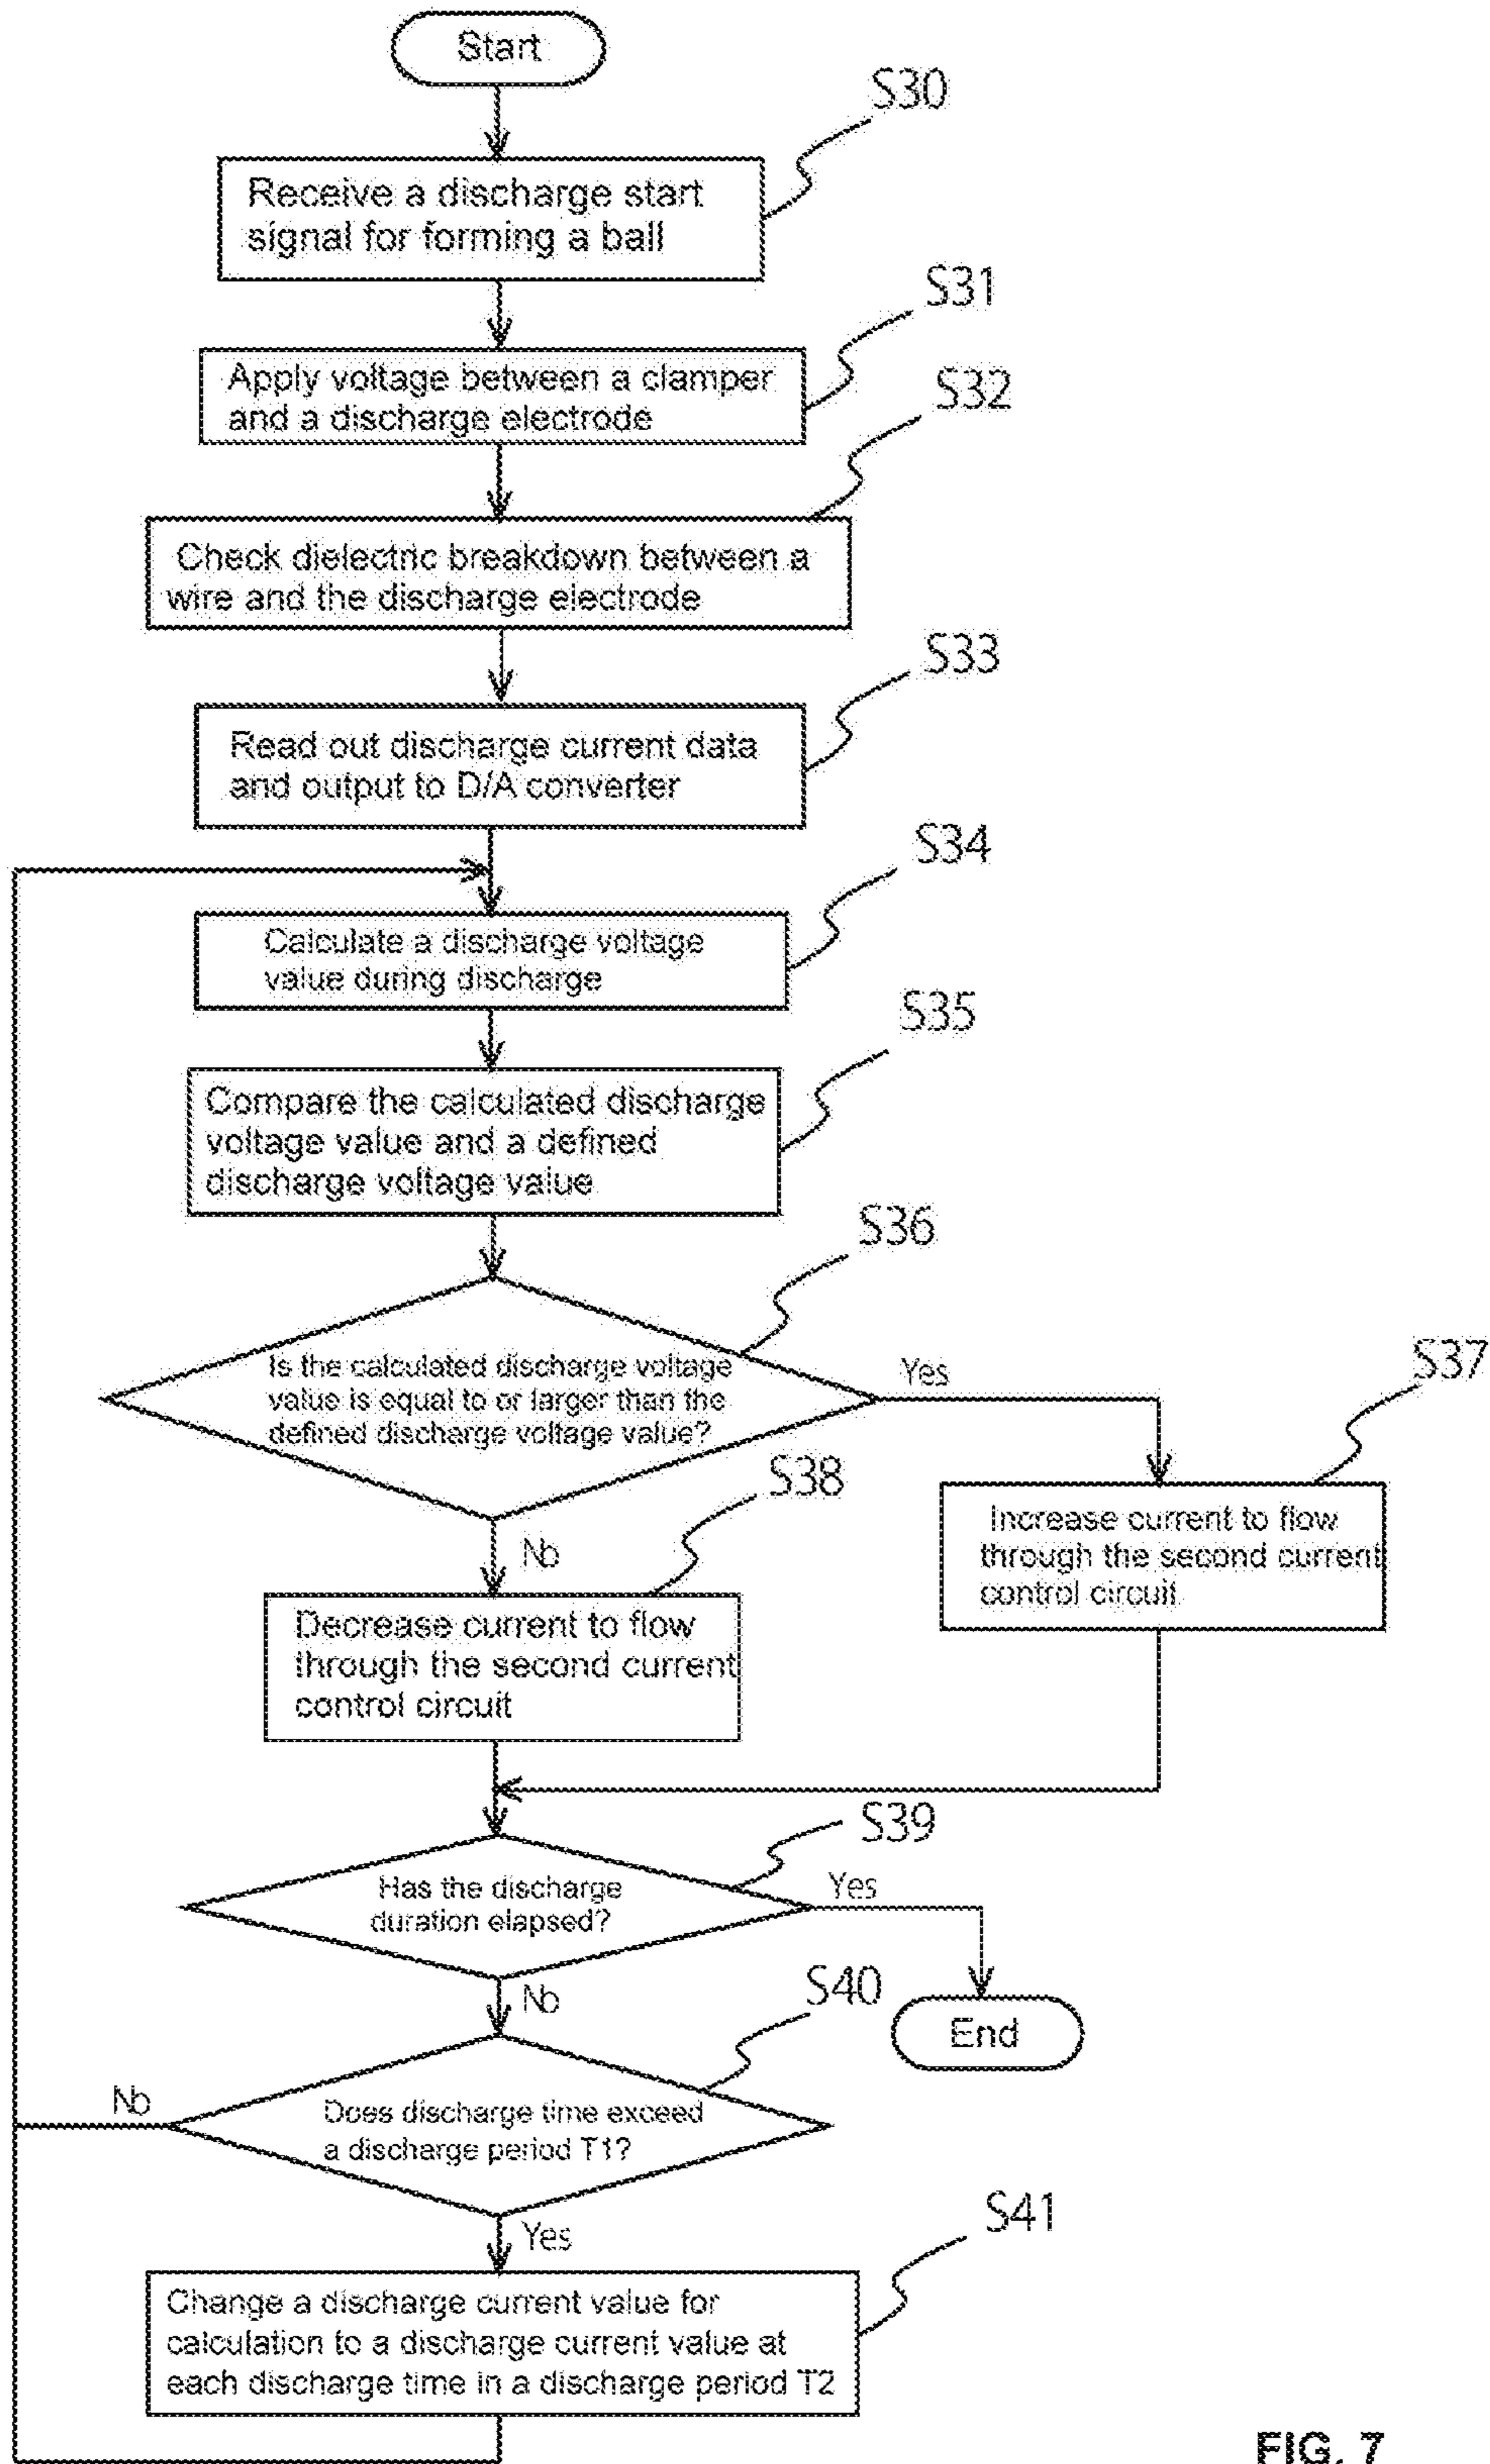 Start
S30
Receive a discharge start
signal for forming a ball
S31
Apply voltage between a clamper
and a discharge electrode
S32
Check dielectric breakdown between a
wire and the discharge electrode
S33
Read out discharge current data
and output to D/A converter
S34
Calculate a discharge voltage
value during discharge
S35
Compare the calculated discharge
voltage value and a defined
discharge voltage value
S36
Is the calculated discharge voltage
value is equal to or larger than the
defined discharge voltage value?
Yes
S37
Increase current to flow
through the second current
control circuit
No
S38
Decrease current to flow
through the second current
control circuit
S39
Has the discharge
duration elapsed?
Yes
End
No
S40
Does discharge time exceed
a discharge period T1?
No
Yes
S41
Change a discharge current value for
calculation to a discharge current value at
each discharge time in a discharge period T2
FIG. 7